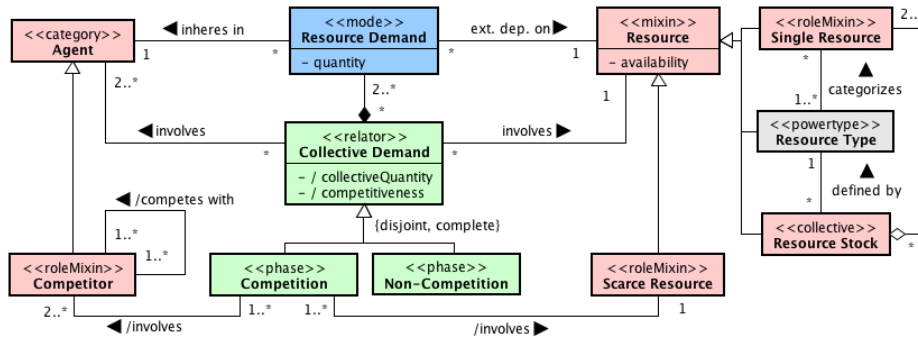 <<category>>
Agent
1
inheres in
*
<<mode>>
Resource Demand
- quantity
*
ext. dep. on
1
<<mixin>>
Resource
- availability
<<roleMixin>>
Single Resource
2..
*
categorizes
1..*
<<powertype>>
Resource Type
1
defined by
*
<<collective>>
Resource Stock
*
2..*
involves
*
2..*
*
<<relator>>
Collective Demand
- / collectiveQuantity
- / competitiveness
*
involves
1
{disjoint, complete}
/competes with
1..*
1..*
<<roleMixin>>
Competitor
<<phase>>
Competition
<<phase>>
Non-Competition
<<roleMixin>>
Scarce Resource
2..*
/involves
1..*
1..*
/involves
1